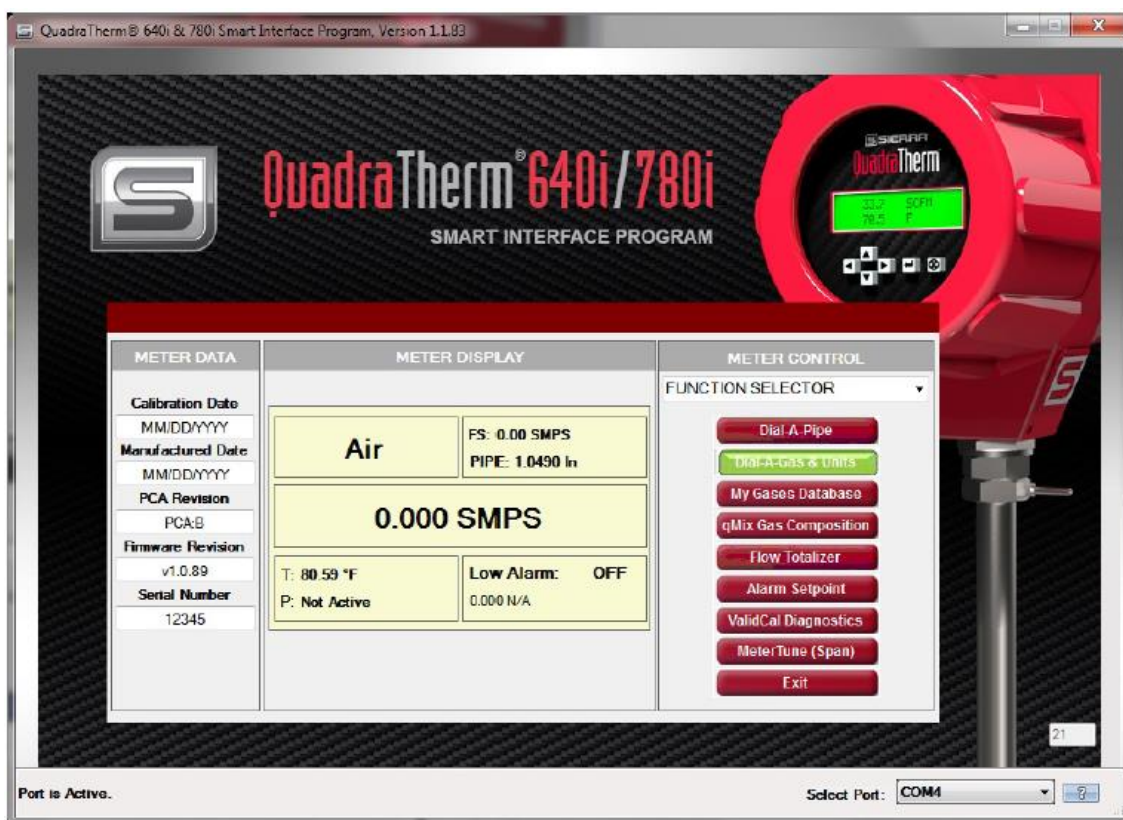 QuadraTherm® 640i & 780i Smart Interface Program, Version 1.1.83
SIERRA
QuadraTherm
33.7 SCFM
70.5 F
QuadraTherm® 640i/780i
SMART INTERFACE PROGRAM
METER DATA
Calibration Date
MM/DD/YYYY
Manufactured Date
MM/DD/YYYY
PCA Revision
PCA:B
Firmware Revision
v1.0.89
Serial Number
12345
METER DISPLAY
Air
FS: 0.00 SMPS
PIPE: 1.0490 In
0.000 SMPS
T: 80.59 °F
P: Not Active
Low Alarm: OFF
0.000 N/A
METER CONTROL
FUNCTION SELECTOR
Dial-A-Pipe
Dial-A-Gas & Units
My Gases Database
qMix Gas Composition
Flow Totalizer
Alarm Setpoint
ValidCal Diagnostics
MeterTune (Span)
Exit
21
Port is Active.
Select Port: COM4
?